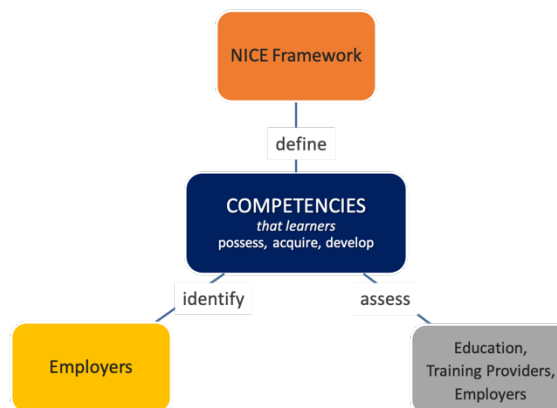 NICE Framework
define
COMPETENCIES
that learners
possess, acquire, develop
identify
assess
Employers
Education,
Training Providers,
Employers